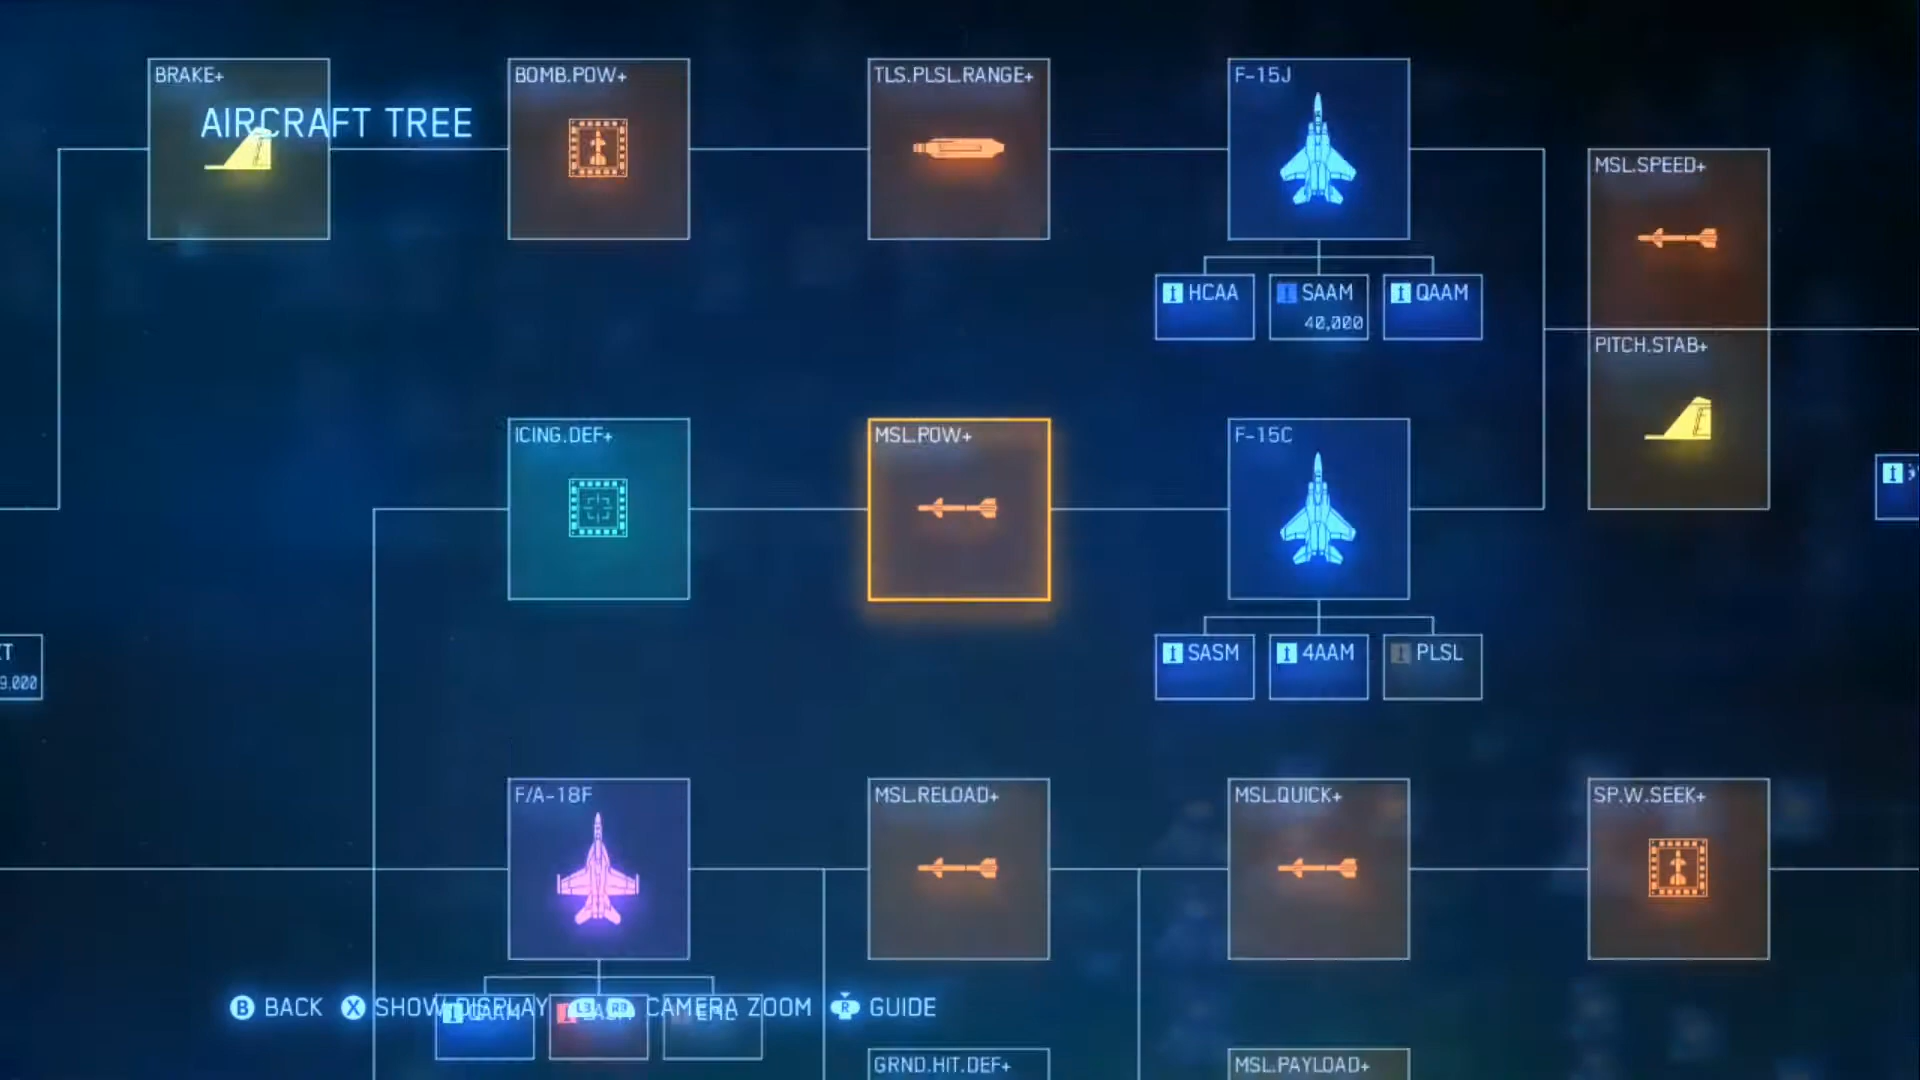 BRAKE+
BOMB.POW+
TLS.PLSL.RANGE+
F-15J
AIRCRAFT TREE
MSL.SPEED+
HCAA
SAAM
QAAM
40,000
PITCH.STAB+
ICING.DEF+
MSL.POW+
F-15C
SASM
4AAM
PLSL
9.000
F/A-18F
MSL.RELOAD+
MSL.QUICK+
SP.W.SEEK+
B BACK X SHOW DISPLAY CAMERA ZOOM R GUIDE
GRND.HIT.DEF+
MSL.PAYLOAD+